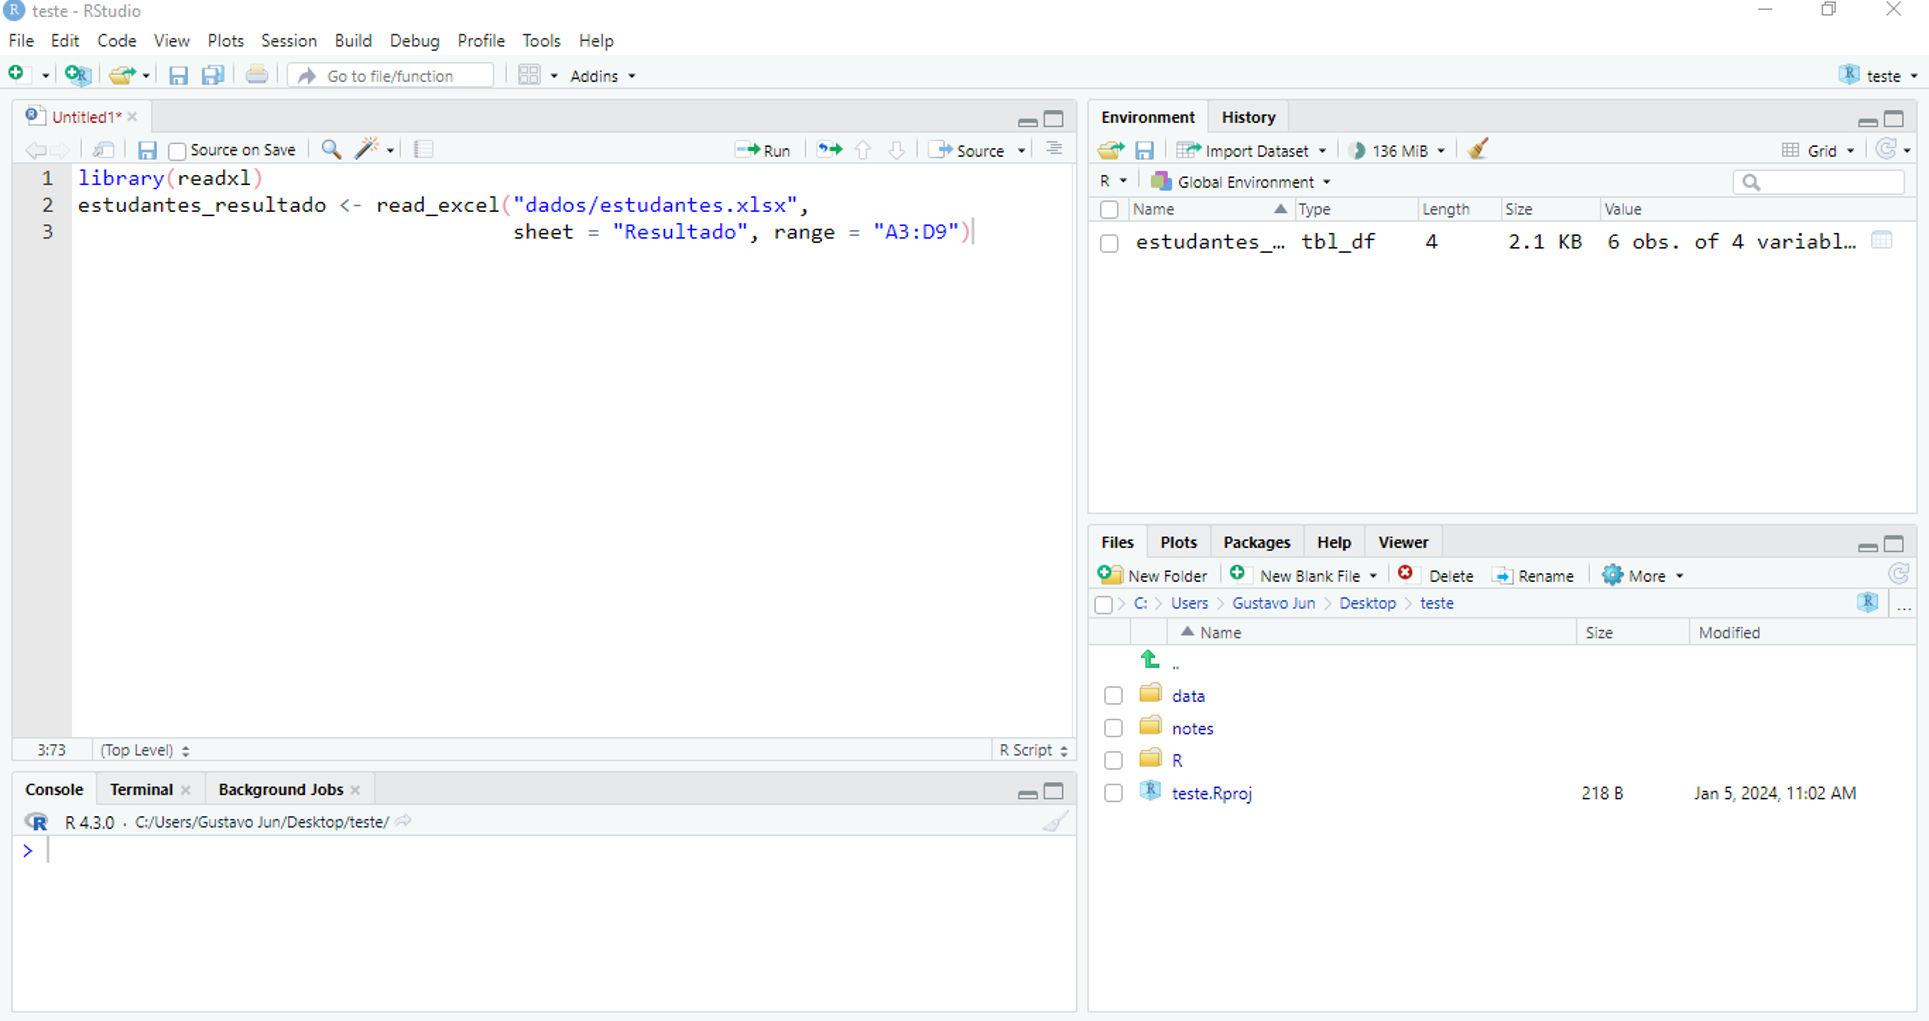 teste - RStudio
File Edit Code View Plots Session Build Debug Profile Tools Help
Go to file/function Addins teste
Untitled1*
Source on Save Run Source
1 library(readxl)
2 estudantes_resultado <- read_excel("dados/estudantes.xlsx",
3 sheet = "Resultado", range = "A3:D9")
3:73 (Top Level) R Script
Console Terminal Background Jobs
R 4.3.0 · C:/Users/Gustavo Jun/Desktop/teste/
>
Environment History
Import Dataset 136 MiB Grid
R Global Environment
Name Type Length Size Value
estudantes_… tbl_df 4 2.1 KB 6 obs. of 4 variabl…
Files Plots Packages Help Viewer
New Folder New Blank File Delete Rename More
C: Users Gustavo Jun Desktop teste ...
Name Size Modified
..
data
notes
R
teste.Rproj 218 B Jan 5, 2024, 11:02 AM